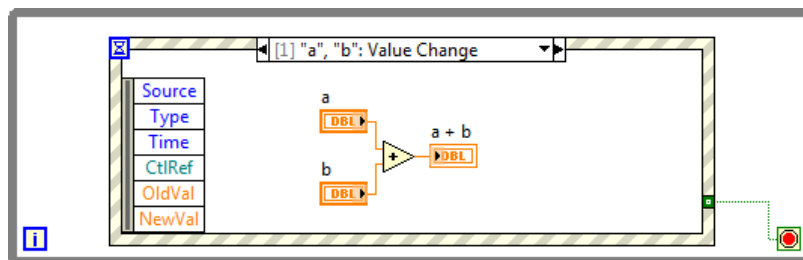 [1] "a", "b": Value Change
Source
Type
Time
CtlRef
OldVal
NewVal
a
DBL
b
DBL
+
a + b
DBL
i